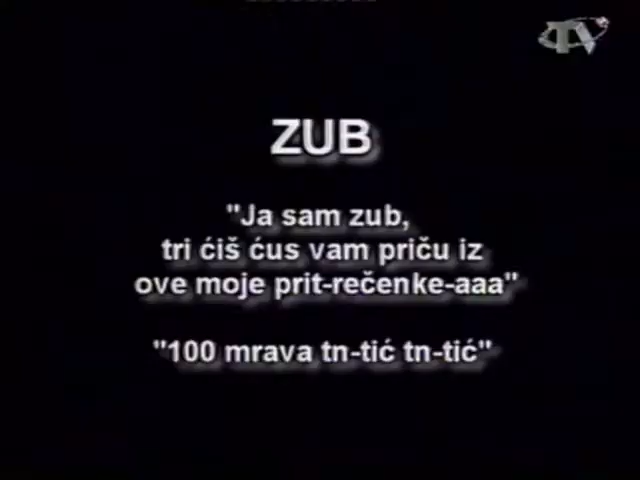 TV
ZUB
"Ja sam zub,
tri ćiš ćus vam priču iz
ove moje prit-rečenke-aaa"
"100 mrava tn-tić tn-tić"